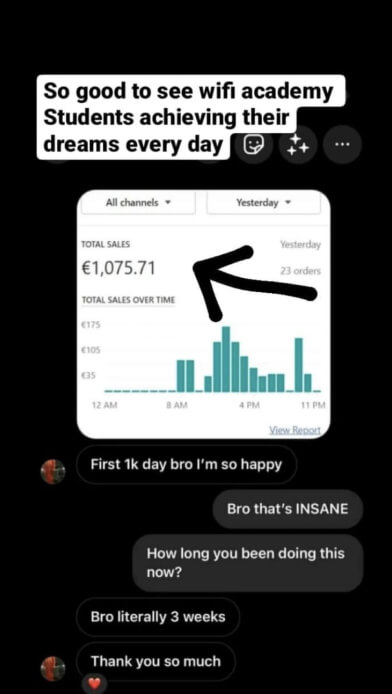 So good to see wifi academy
Students achieving their
dreams every day
All channels
Yesterday
TOTAL SALES
Yesterday
€1,075.71
23 orders
TOTAL SALES OVER TIME
€175
€105
€35
12 AM
8 AM
4 PM
11 PM
View Report
First 1k day bro I'm so happy
Bro that's INSANE
How long you been doing this
now?
Bro literally 3 weeks
Thank you so much